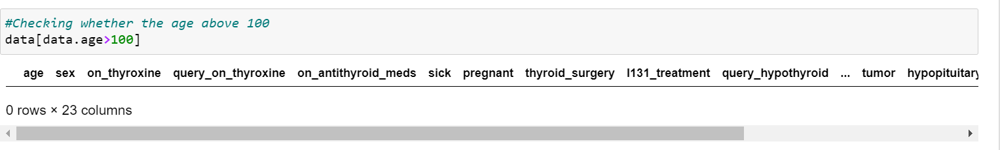 #Checking whether the age above 100
data[data.age>100]
age sex on_thyroxine query_on_thyroxine on_antithyroid_meds sick pregnant thyroid_surgery I131_treatment query_hypothyroid ... tumor hypopituitary
0 rows × 23 columns